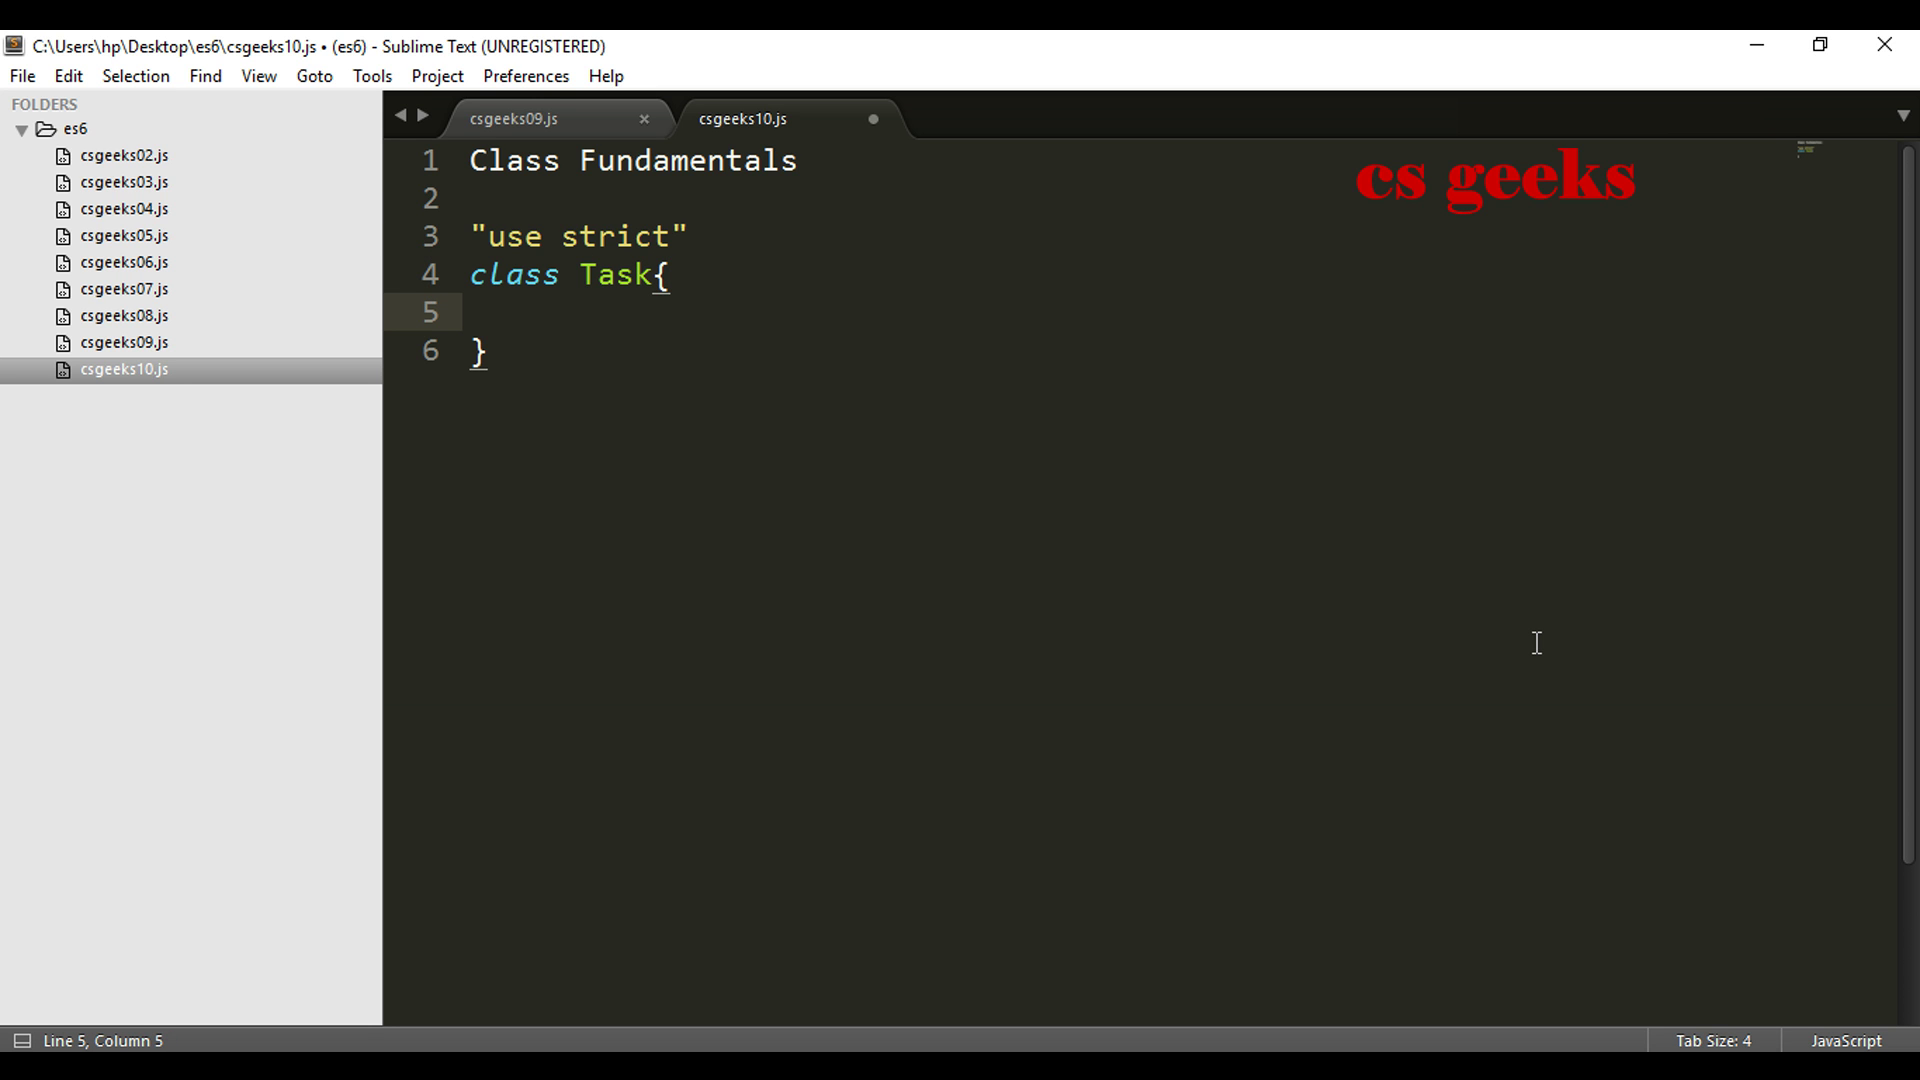 C:\Users\hp\Desktop\es6\csgeeks10.js • (es6) - Sublime Text (UNREGISTERED)
File Edit Selection Find View Goto Tools Project Preferences Help
FOLDERS
es6
csgeeks02.js
csgeeks03.js
csgeeks04.js
csgeeks05.js
csgeeks06.js
csgeeks07.js
csgeeks08.js
csgeeks09.js
csgeeks10.js
csgeeks09.js × csgeeks10.js
1 Class Fundamentals
2
3 "use strict"
4 class Task{
5
6 }
cs geeks
Line 5, Column 5
Tab Size: 4 JavaScript